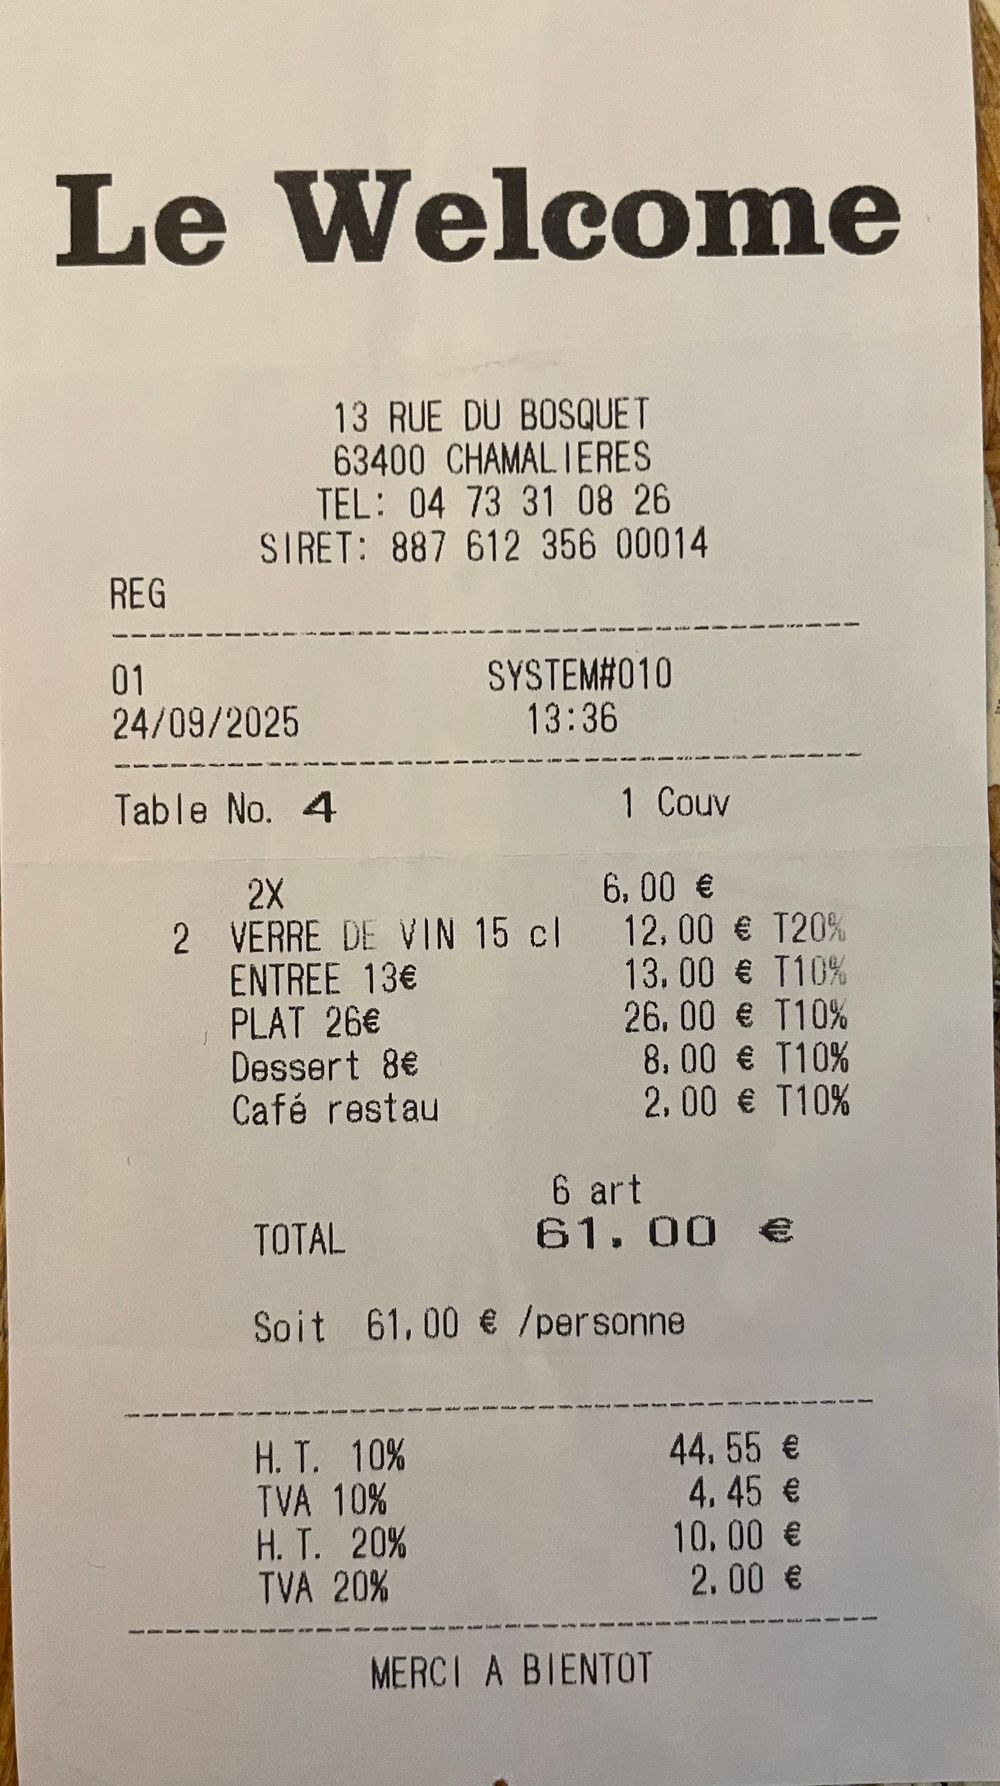 Le Welcome
13 RUE DU BOSQUET
63400 CHAMALIERES
TEL: 04 73 31 08 26
SIRET: 887 612 356 00014
REG
01 SYSTEM#010
24/09/2025 13:36
Table No. 4 1 Couv
2X 6,00 €
2 VERRE DE VIN 15 cl 12,00 € T20%
ENTREE 13€ 13,00 € T10%
PLAT 26€ 26,00 € T10%
Dessert 8€ 8,00 € T10%
Café restau 2,00 € T10%
6 art
TOTAL 61.00 €
Soit 61,00 € /personne
H.T. 10% 44,55 €
TVA 10% 4,45 €
H.T. 20% 10,00 €
TVA 20% 2,00 €
MERCI A BIENTOT